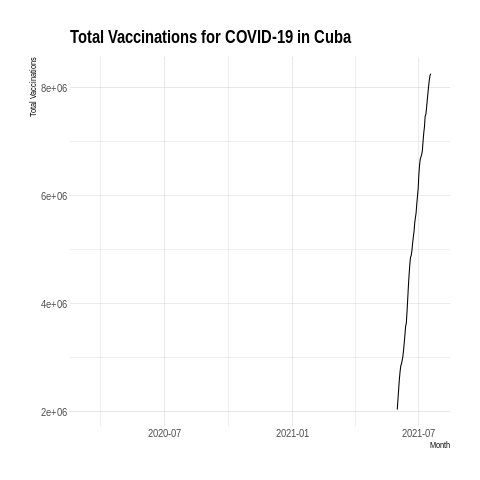 Total Vaccinations for COVID-19 in Cuba
Total Vaccinations
8e+06
6e+06
4e+06
2e+06
2020-07 2021-01 2021-07
Month